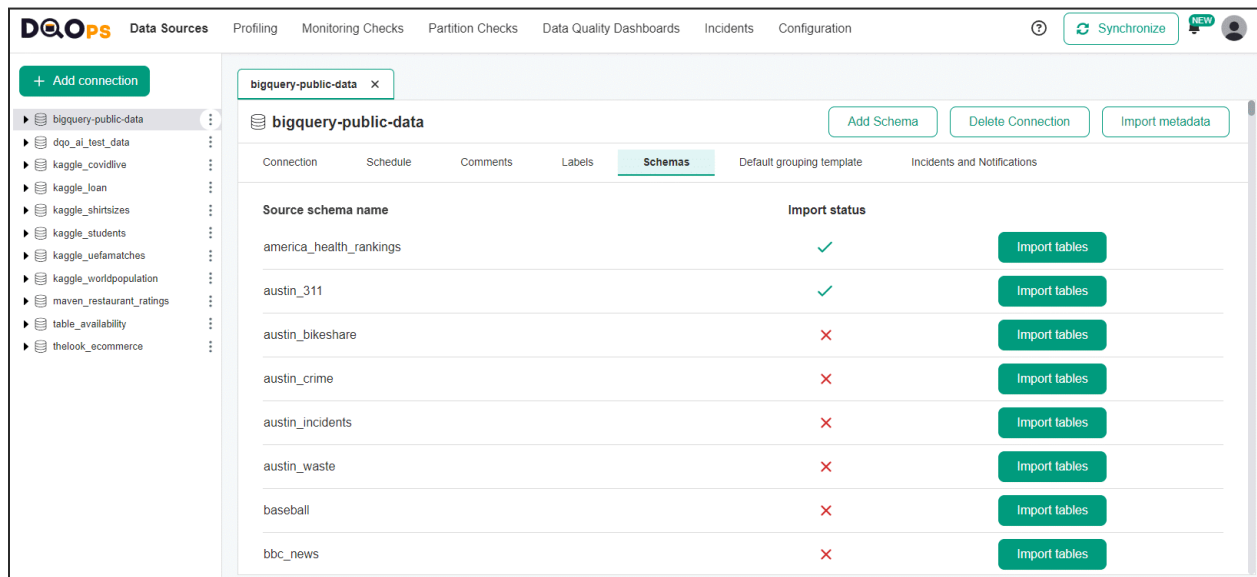 DQOps Data Sources Profiling Monitoring Checks Partition Checks Data Quality Dashboards Incidents Configuration Synchronize NEW
+ Add connection
bigquery-public-data
dqo_ai_test_data
kaggle_covidlive
kaggle_loan
kaggle_shirtsizes
kaggle_students
kaggle_uefamatches
kaggle_worldpopulation
maven_restaurant_ratings
table_availability
thelook_ecommerce
bigquery-public-data
bigquery-public-data Add Schema Delete Connection Import metadata
Connection Schedule Comments Labels Schemas Default grouping template Incidents and Notifications
Source schema name Import status
america_health_rankings Import tables
austin_311 Import tables
austin_bikeshare Import tables
austin_crime Import tables
austin_incidents Import tables
austin_waste Import tables
baseball Import tables
bbc_news Import tables